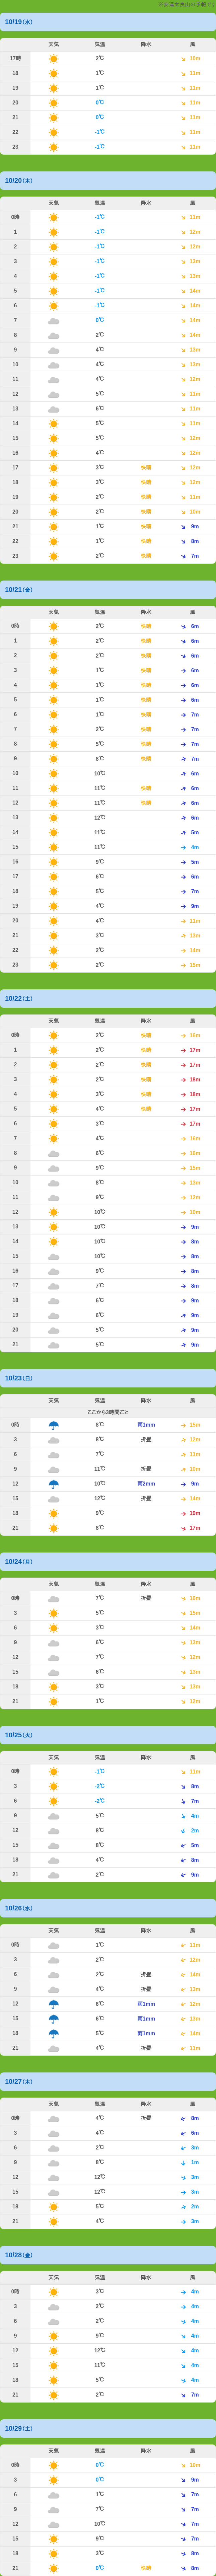 ※安達太良山の予報です
10/19(水)
天気 気温 降水 風
17時 2℃ 10m
18 1℃ 11m
19 1℃ 11m
20 0℃ 11m
21 0℃ 11m
22 -1℃ 11m
23 -1℃ 11m
10/20(木)
天気 気温 降水 風
0時 -1℃ 11m
1 -1℃ 12m
2 -1℃ 12m
3 -1℃ 13m
4 -1℃ 13m
5 -1℃ 14m
6 -1℃ 14m
7 0℃ 14m
8 2℃ 14m
9 4℃ 13m
10 4℃ 13m
11 4℃ 12m
12 5℃ 11m
13 6℃ 11m
14 5℃ 11m
15 5℃ 12m
16 4℃ 12m
17 3℃ 快晴 12m
18 3℃ 快晴 12m
19 2℃ 快晴 11m
20 2℃ 快晴 10m
21 1℃ 快晴 9m
22 1℃ 快晴 8m
23 2℃ 快晴 7m
10/21(金)
天気 気温 降水 風
0時 2℃ 快晴 6m
1 2℃ 快晴 6m
2 2℃ 快晴 6m
3 1℃ 快晴 6m
4 1℃ 快晴 6m
5 1℃ 快晴 6m
6 1℃ 快晴 7m
7 2℃ 快晴 7m
8 5℃ 快晴 7m
9 8℃ 快晴 7m
10 10℃ 6m
11 11℃ 快晴 6m
12 11℃ 快晴 6m
13 12℃ 6m
14 11℃ 5m
15 11℃ 4m
16 9℃ 5m
17 6℃ 6m
18 5℃ 7m
19 4℃ 9m
20 4℃ 11m
21 3℃ 13m
22 2℃ 14m
23 2℃ 15m
10/22(土)
天気 気温 降水 風
0時 2℃ 快晴 16m
1 2℃ 快晴 17m
2 2℃ 快晴 17m
3 2℃ 快晴 18m
4 3℃ 快晴 18m
5 4℃ 快晴 17m
6 3℃ 17m
7 4℃ 16m
8 6℃ 16m
9 9℃ 15m
10 8℃ 13m
11 9℃ 12m
12 10℃ 10m
13 10℃ 9m
14 10℃ 8m
15 10℃ 8m
16 9℃ 8m
17 7℃ 8m
18 6℃ 9m
19 6℃ 9m
20 5℃ 9m
21 5℃ 9m
10/23(日)
天気 気温 降水 風
ここから3時間ごと
0時 8℃ 雨1mm 15m
3 8℃ 折畳 12m
6 7℃ 11m
9 11℃ 折畳 10m
12 10℃ 雨2mm 9m
15 12℃ 折畳 14m
18 9℃ 19m
21 8℃ 17m
10/24(月)
天気 気温 降水 風
0時 7℃ 折畳 16m
3 5℃ 15m
6 3℃ 14m
9 6℃ 13m
12 7℃ 12m
15 6℃ 13m
18 3℃ 13m
21 1℃ 12m
10/25(火)
天気 気温 降水 風
0時 -1℃ 11m
3 -2℃ 8m
6 -2℃ 7m
9 5℃ 4m
12 8℃ 2m
15 8℃ 5m
18 4℃ 8m
21 2℃ 9m
10/26(水)
天気 気温 降水 風
0時 1℃ 11m
3 2℃ 12m
6 2℃ 折畳 14m
9 4℃ 折畳 13m
12 6℃ 雨1mm 12m
15 6℃ 雨1mm 13m
18 5℃ 雨1mm 14m
21 4℃ 折畳 11m
10/27(木)
天気 気温 降水 風
0時 4℃ 折畳 8m
3 4℃ 6m
6 2℃ 3m
9 8℃ 1m
12 12℃ 3m
15 12℃ 3m
18 5℃ 2m
21 4℃ 3m
10/28(金)
天気 気温 降水 風
0時 3℃ 4m
3 2℃ 4m
6 2℃ 4m
9 9℃ 4m
12 12℃ 4m
15 11℃ 4m
18 5℃ 4m
21 2℃ 7m
10/29(土)
天気 気温 降水 風
0時 0℃ 10m
3 0℃ 9m
6 1℃ 7m
9 7℃ 7m
12 10℃ 7m
15 9℃ 7m
18 3℃ 8m
21 0℃ 快晴 8m